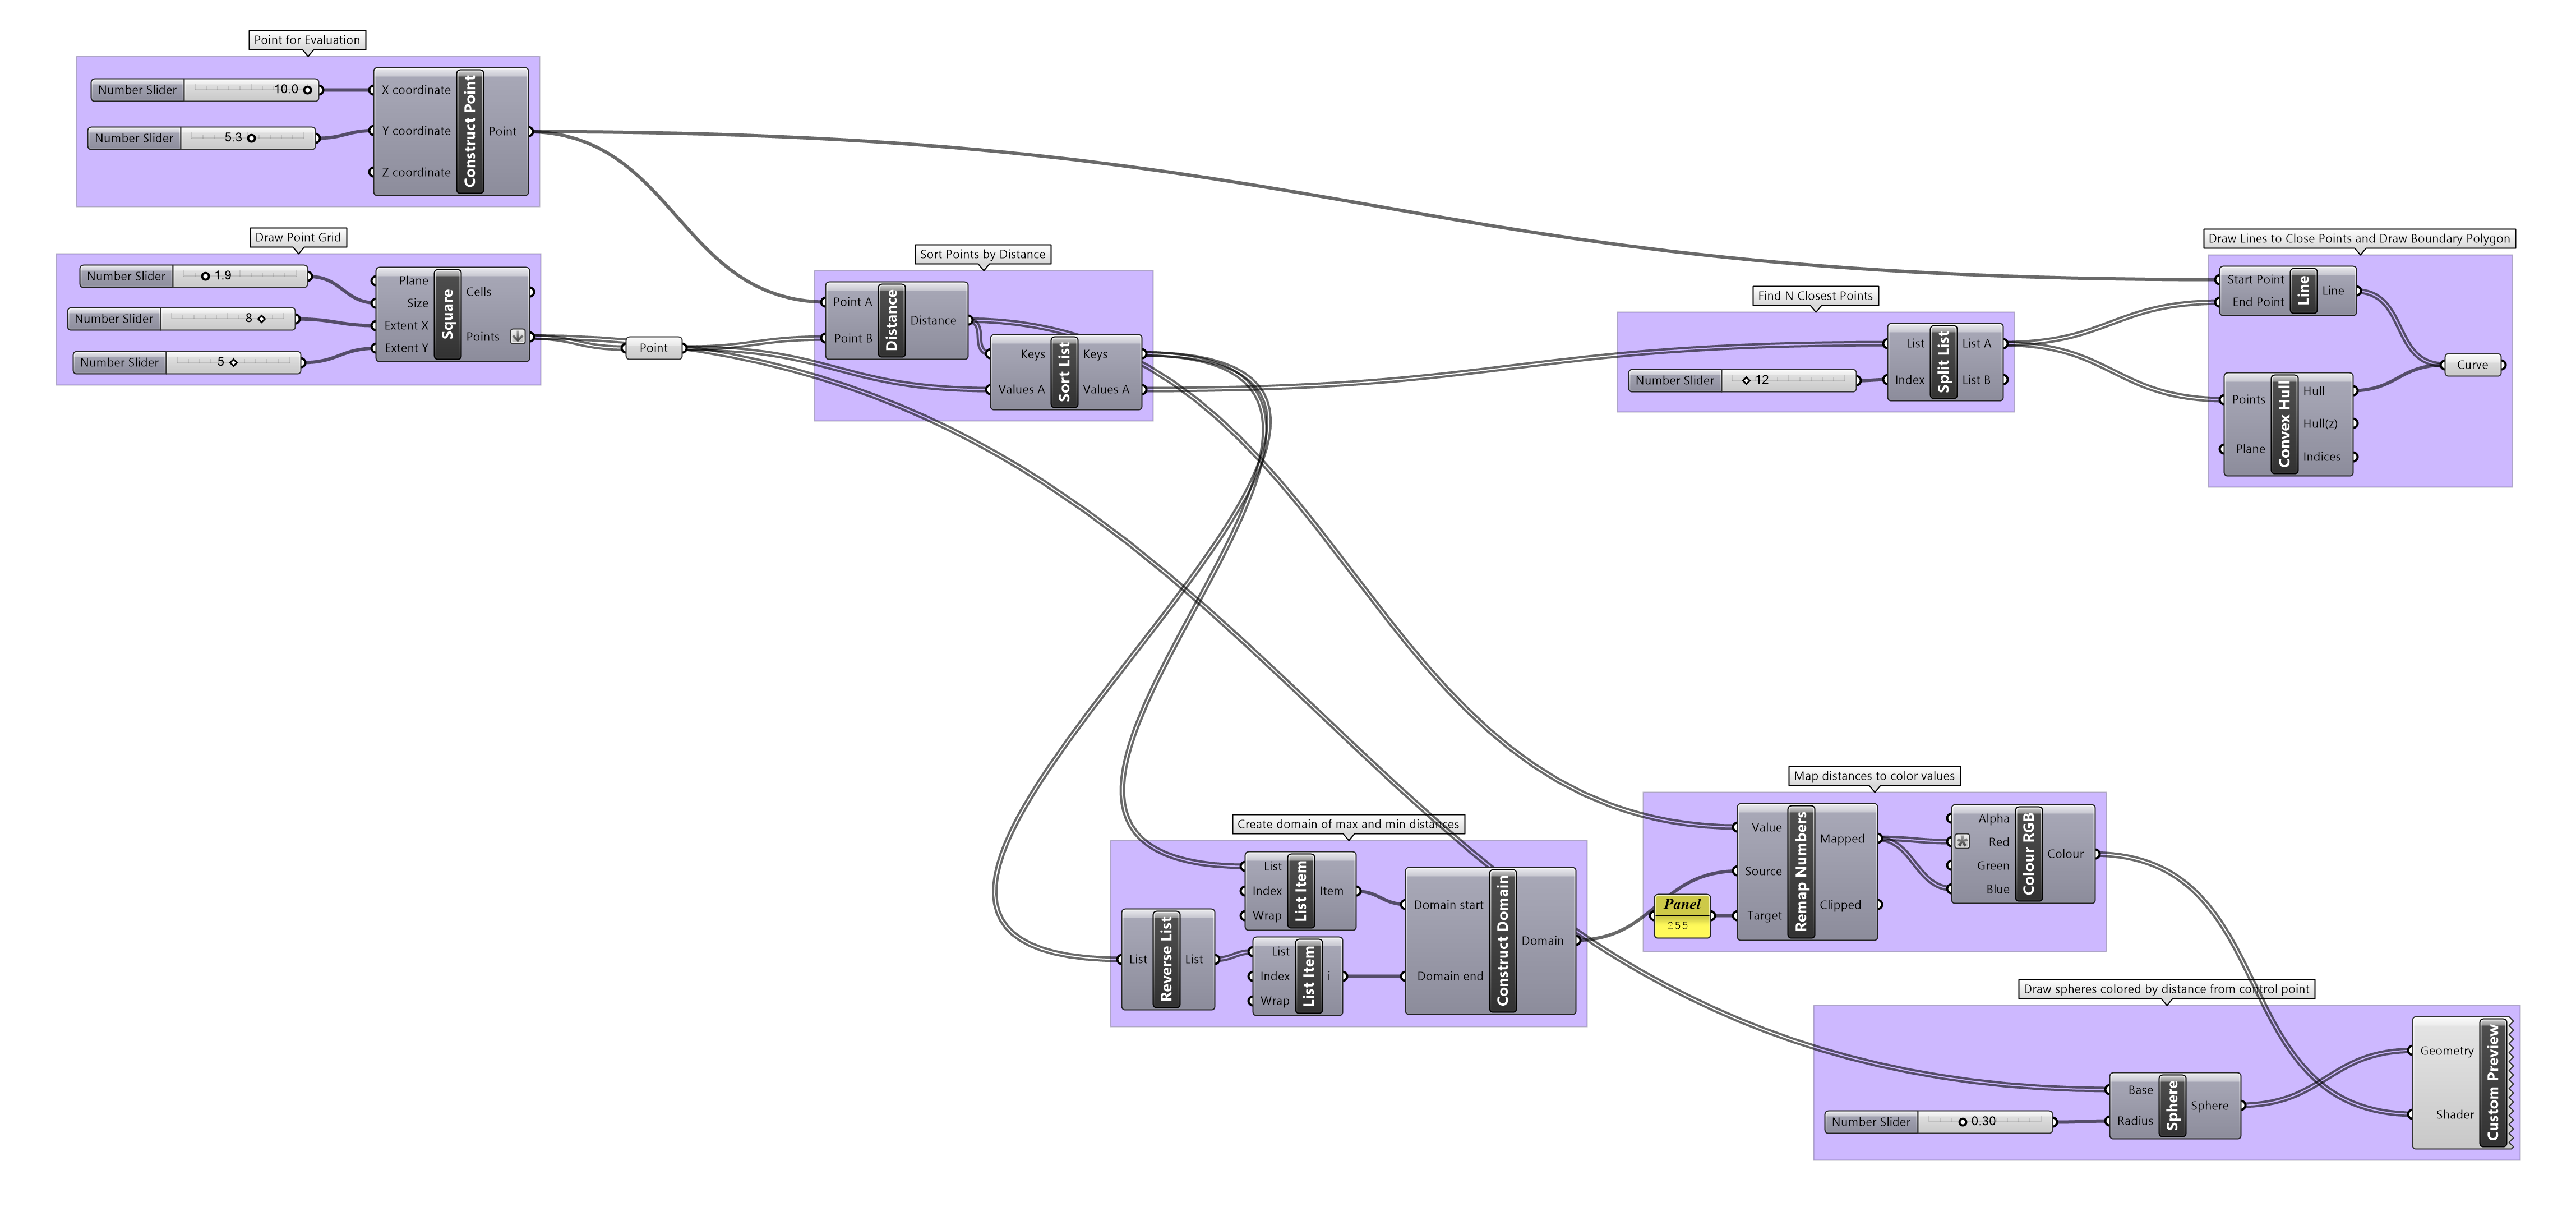 Point for Evaluation
Number Slider 10.0
Number Slider 5.3
X coordinate
Y coordinate
Z coordinate
Construct Point
Point
Draw Point Grid
Number Slider 1.9
Number Slider 8
Number Slider 5
Plane
Size
Extent X
Extent Y
Square
Cells
Points
Point
Sort Points by Distance
Point A
Point B
Distance
Distance
Keys
Values A
Sort List
Keys
Values A
Find N Closest Points
Number Slider 12
List
Index
Split List
List A
List B
Draw Lines to Close Points and Draw Boundary Polygon
Start Point
End Point
Line
Line
Points
Plane
Convex Hull
Hull
Hull(z)
Indices
Curve
Create domain of max and min distances
List
Index
Wrap
List Item
Item
List
Reverse List
List
List
Index
Wrap
List Item
i
Domain start
Domain end
Construct Domain
Domain
Map distances to color values
Panel
255
Value
Source
Target
Remap Numbers
Mapped
Clipped
Alpha
Red
Green
Blue
Colour RGB
Colour
Draw spheres colored by distance from control point
Number Slider 0.30
Base
Radius
Sphere
Sphere
Geometry
Shader
Custom Preview